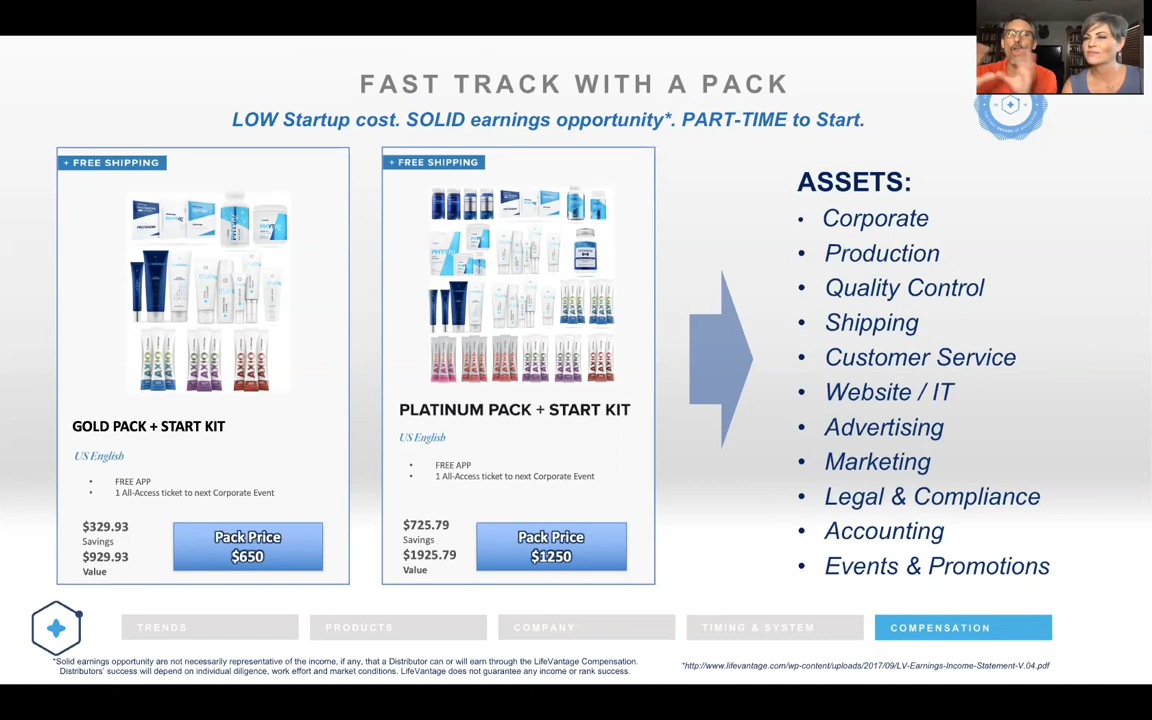 FAST TRACK WITH A PACK
LOW Startup cost. SOLID earnings opportunity*. PART-TIME to Start.
+ FREE SHIPPING
GOLD PACK + START KIT
US English
• FREE APP
• 1 All-Access ticket to next Corporate Event
$329.93
Savings
$929.93
Value
Pack Price
$650
+ FREE SHIPPING
PLATINUM PACK + START KIT
US English
• FREE APP
• 1 All-Access ticket to next Corporate Event
$725.79
Savings
$1925.79
Value
Pack Price
$1250
ASSETS:
• Corporate
• Production
• Quality Control
• Shipping
• Customer Service
• Website / IT
• Advertising
• Marketing
• Legal & Compliance
• Accounting
• Events & Promotions
TRENDS
PRODUCTS
COMPANY
TIMING & SYSTEM
COMPENSATION
*Solid earnings opportunity are not necessarily representative of the income, if any, that a Distributor can or will earn through the LifeVantage Compensation.
Distributors' success will depend on individual diligence, work effort and market conditions. LifeVantage does not guarantee any income or rank success.
*http://www.lifevantage.com/wp-content/uploads/2017/09/LV-Earnings-Income-Statement-V.04.pdf